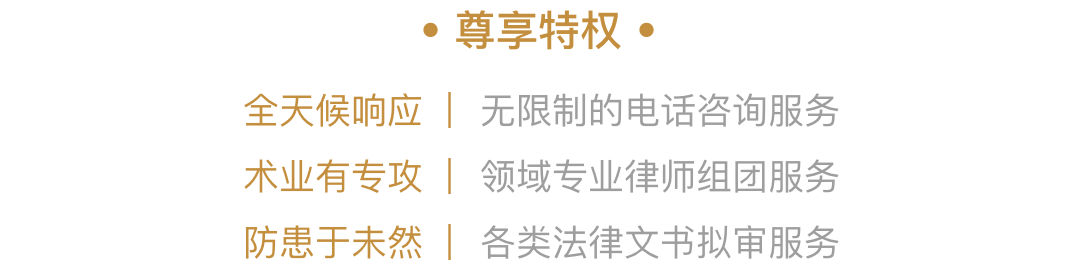 • 尊享特权 •
全天候响应 | 无限制的电话咨询服务
术业有专攻 | 领域专业律师组团服务
防患于未然 | 各类法律文书拟审服务